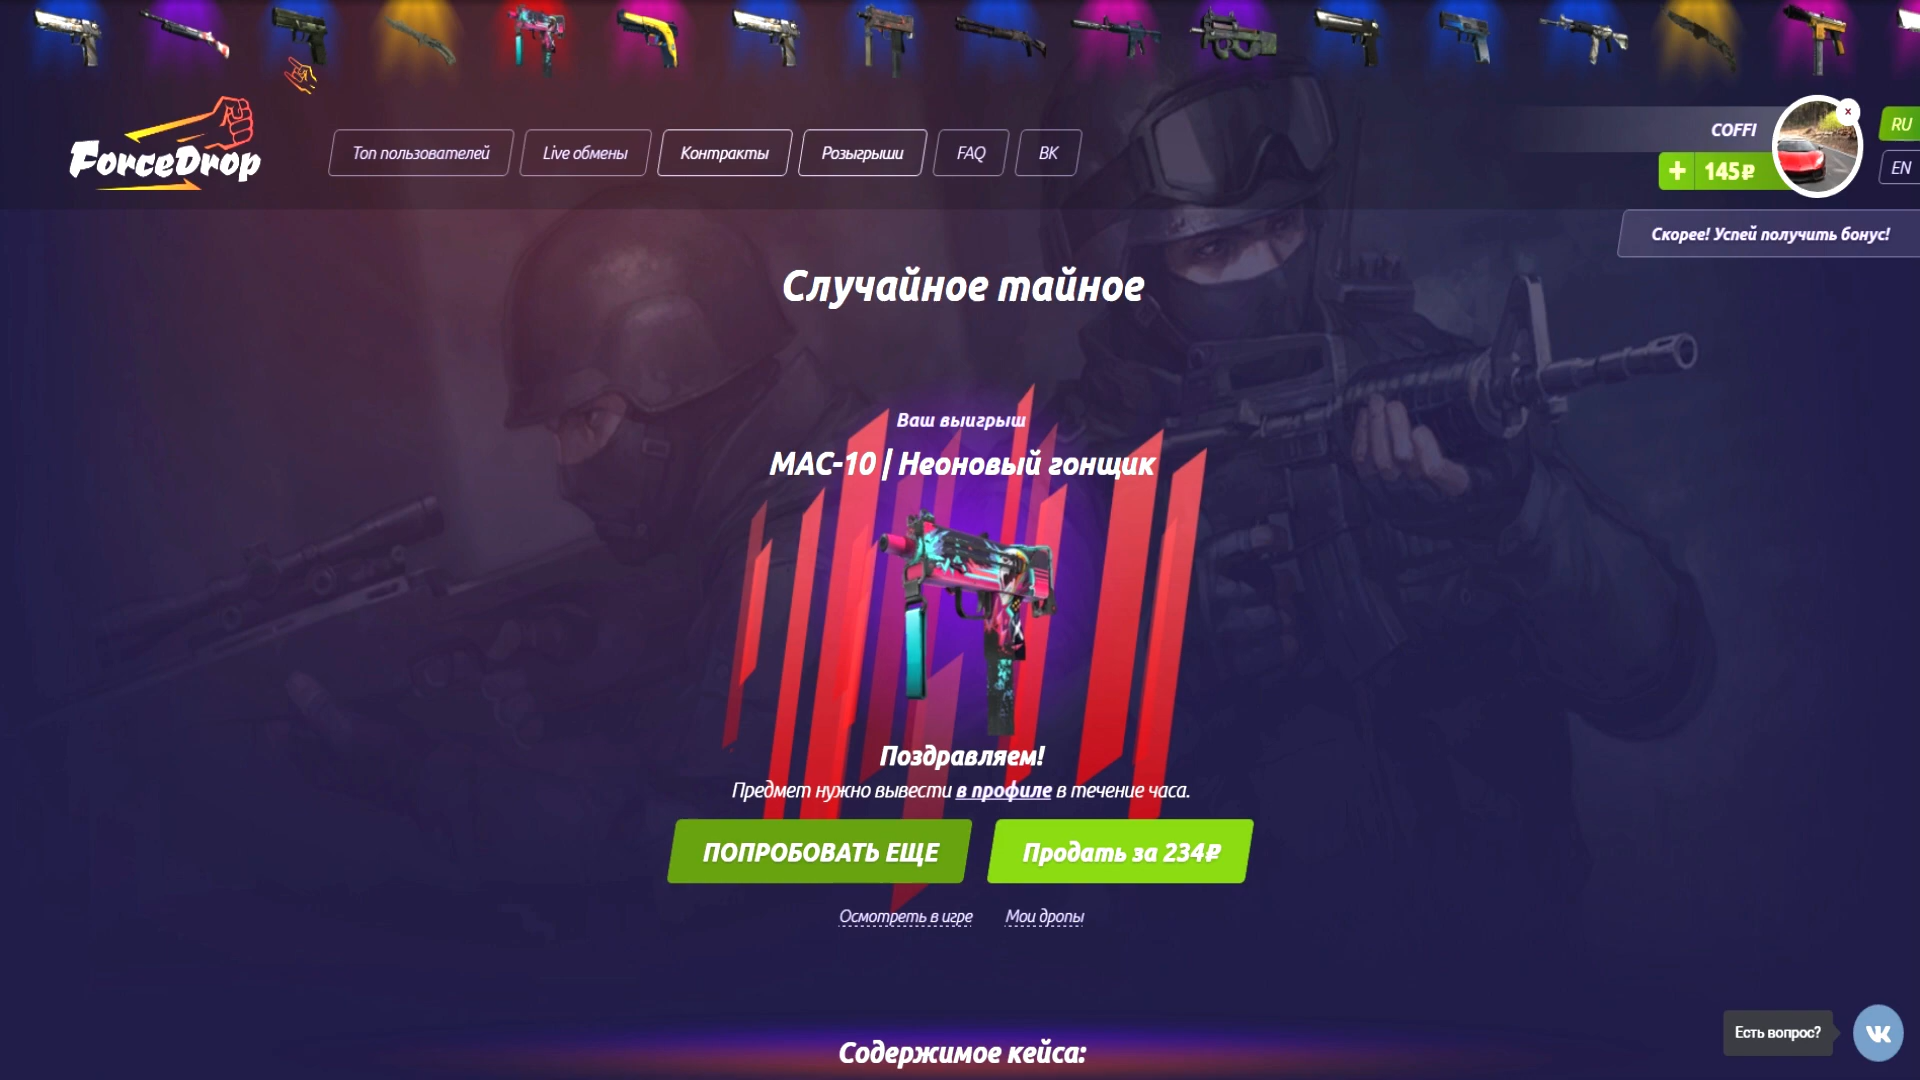 ForceDrop
Топ пользователей
Live обмены
Контракты
Розыгрыши
FAQ
ВК
COFFI
+ 145₽
×
RU
EN
Скорее! Успей получить бонус!
Случайное тайное
Ваш выигрыш
MAC-10 | Неоновый гонщик
Поздравляем!
Предмет нужно вывести в профиле в течение часа.
ПОПРОБОВАТЬ ЕЩЕ
Продать за 234₽
Осмотреть в игре
Мои дропы
Есть вопрос?
Содержимое кейса: